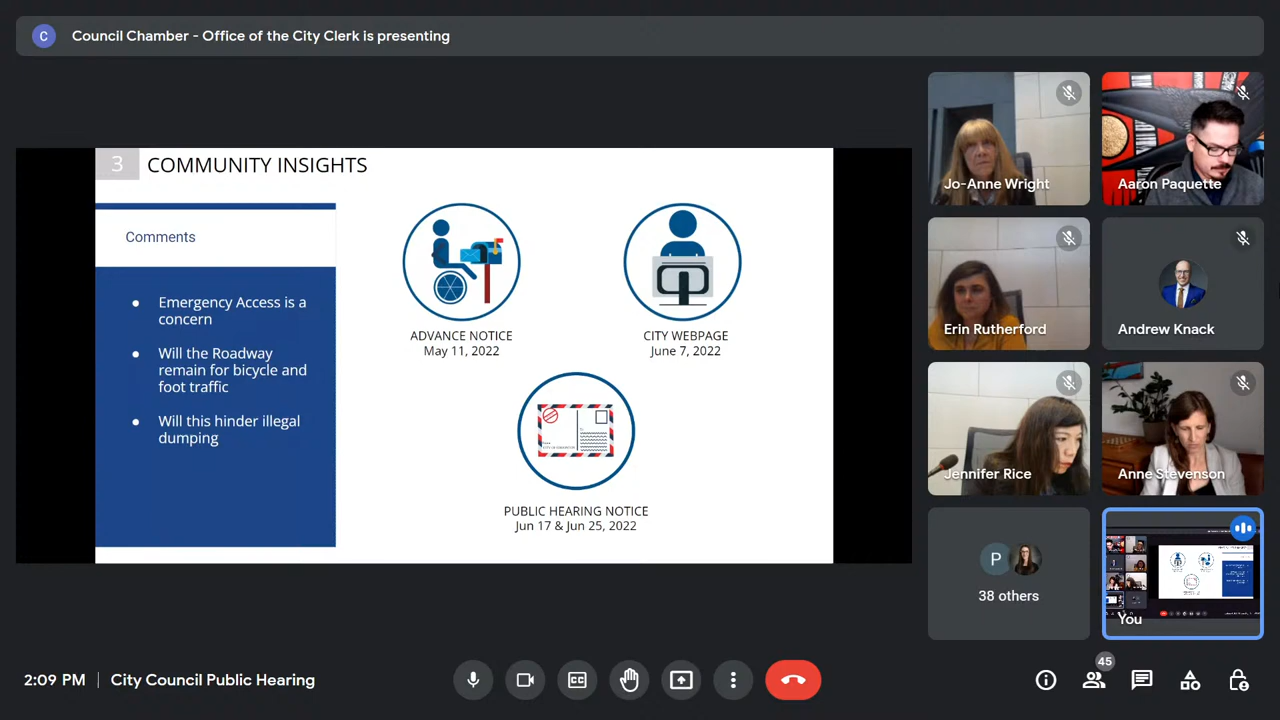 C
Council Chamber - Office of the City Clerk is presenting
3
COMMUNITY INSIGHTS
Comments
● Emergency Access is a
concern
● Will the Roadway
remain for bicycle and
foot traffic
● Will this hinder illegal
dumping
ADVANCE NOTICE
May 11, 2022
CITY WEBPAGE
June 7, 2022
PUBLIC HEARING NOTICE
Jun 17 & Jun 25, 2022
Jo-Anne Wright
Aaron Paquette
Erin Rutherford
Andrew Knack
Jennifer Rice
Anne Stevenson
P
38 others
You
2:09 PM | City Council Public Hearing
CC
45